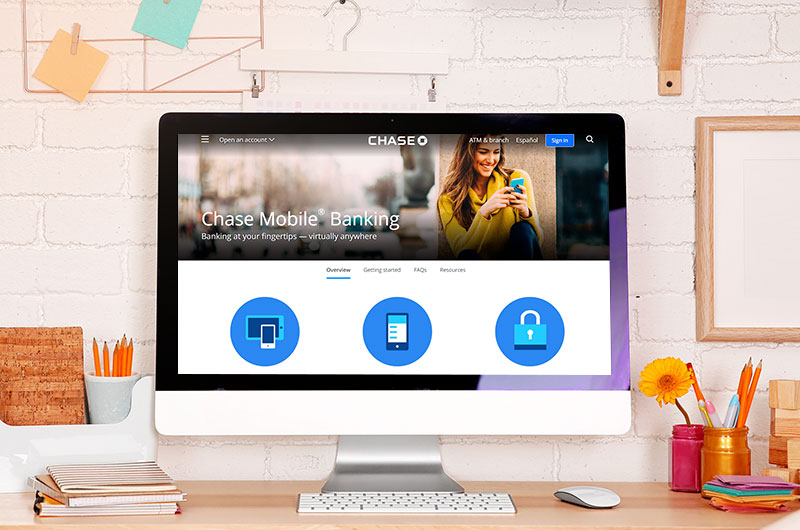 Open an account CHASE ATM & branch Español Sign in
Chase Mobile® Banking
Banking at your fingertips — virtually anywhere
Overview Getting started FAQs Resources